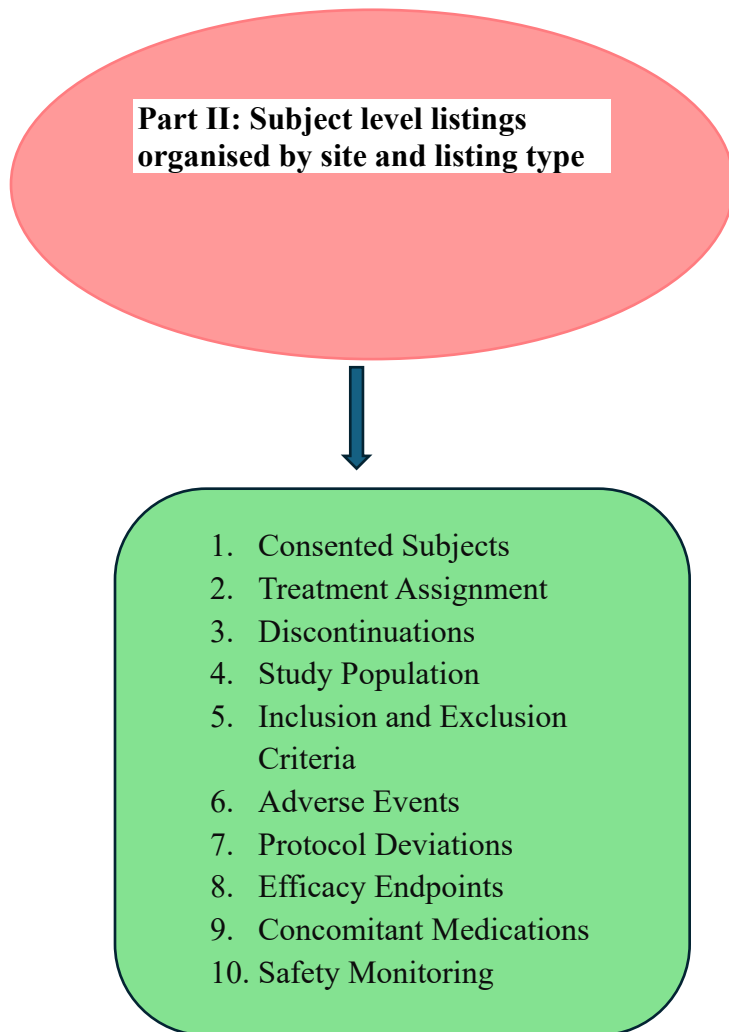 Part II: Subject level listings
organised by site and listing type
1. Consented Subjects
2. Treatment Assignment
3. Discontinuations
4. Study Population
5. Inclusion and Exclusion
Criteria
6. Adverse Events
7. Protocol Deviations
8. Efficacy Endpoints
9. Concomitant Medications
10. Safety Monitoring